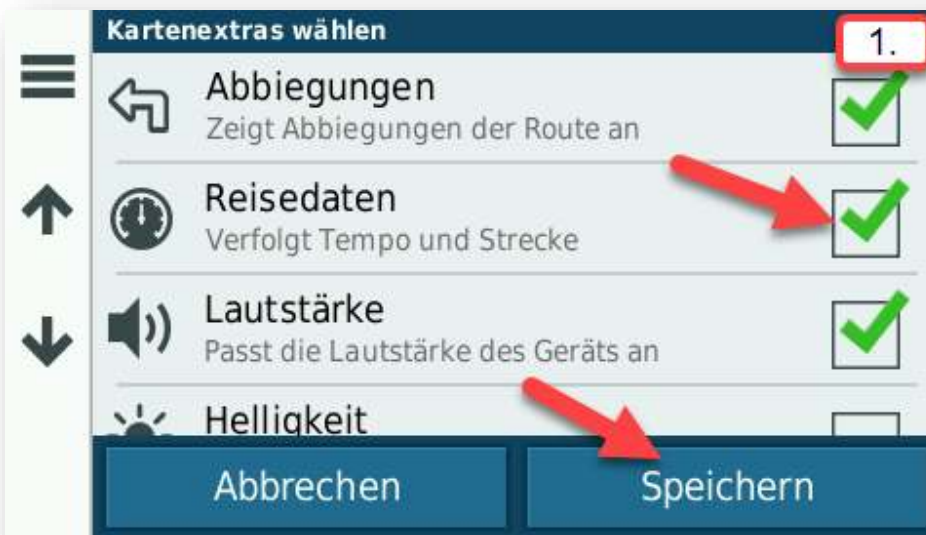 Kartenextras wählen
1.
Abbiegungen
Zeigt Abbiegungen der Route an
Reisedaten
Verfolgt Tempo und Strecke
Lautstärke
Passt die Lautstärke des Geräts an
Helligkeit
Abbrechen
Speichern